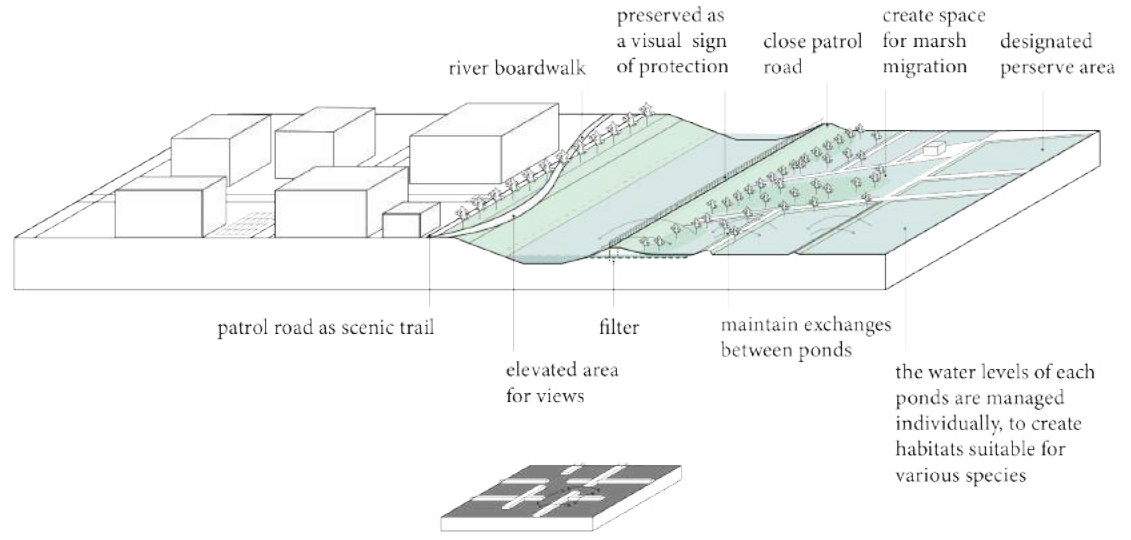 river boardwalk
preserved as
a visual sign
of protection
close patrol
road
create space
for marsh
migration
designated
perserve area
patrol road as scenic trail
elevated area
for views
filter
maintain exchanges
between ponds
the water levels of each
ponds are managed
individually, to create
habitats suitable for
various species